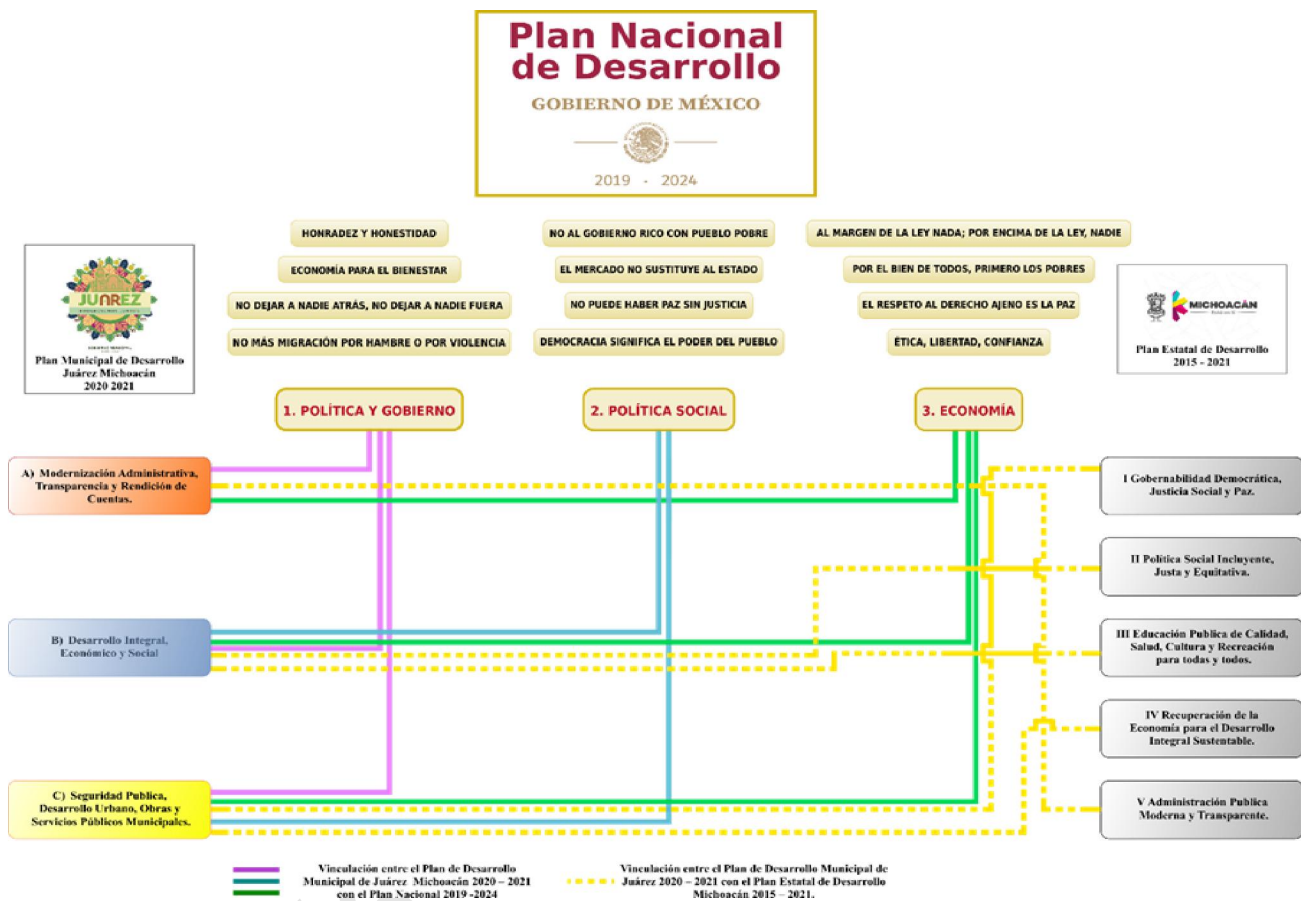 Plan Nacional
de Desarrollo
GOBIERNO DE MÉXICO
2019 - 2024
HONRADEZ Y HONESTIDAD
NO AL GOBIERNO RICO CON PUEBLO POBRE
AL MARGEN DE LA LEY NADA; POR ENCIMA DE LA LEY, NADIE
ECONOMÍA PARA EL BIENESTAR
EL MERCADO NO SUSTITUYE AL ESTADO
POR EL BIEN DE TODOS, PRIMERO LOS POBRES
NO DEJAR A NADIE ATRÁS, NO DEJAR A NADIE FUERA
NO PUEDE HABER PAZ SIN JUSTICIA
EL RESPETO AL DERECHO AJENO ES LA PAZ
NO MÁS MIGRACIÓN POR HAMBRE O POR VIOLENCIA
DEMOCRACIA SIGNIFICA EL PODER DEL PUEBLO
ÉTICA, LIBERTAD, CONFIANZA
JUAREZ
Plan Municipal de Desarrollo
Juárez Michoacán
2020 2021
MICHOACÁN
Plan Estatal de Desarrollo
2015 - 2021
1. POLÍTICA Y GOBIERNO
2. POLÍTICA SOCIAL
3. ECONOMÍA
A) Modernización Administrativa,
Transparencia y Rendición de
Cuentas.
B) Desarrollo Integral,
Económico y Social
C) Seguridad Publica,
Desarrollo Urbano, Obras y
Servicios Públicos Municipales.
I Gobernabilidad Democrática,
Justicia Social y Paz.
II Política Social Incluyente,
Justa y Equitativa.
III Educación Publica de Calidad,
Salud, Cultura y Recreación
para todas y todos.
IV Recuperación de la
Economía para el Desarrollo
Integral Sustentable.
V Administración Publica
Moderna y Transparente.
Vinculación entre el Plan de Desarrollo
Municipal de Juárez Michoacán 2020 – 2021
con el Plan Nacional 2019 -2024
Vinculación entre el Plan de Desarrollo Municipal de
Juárez 2020 – 2021 con el Plan Estatal de Desarrollo
Michoacán 2015 – 2021.